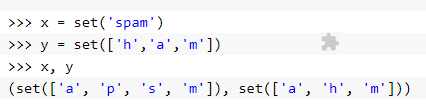 >>> x = set('spam')
>>> y = set(['h','a','m'])
>>> x, y
(set(['a', 'p', 's', 'm']), set(['a', 'h', 'm']))